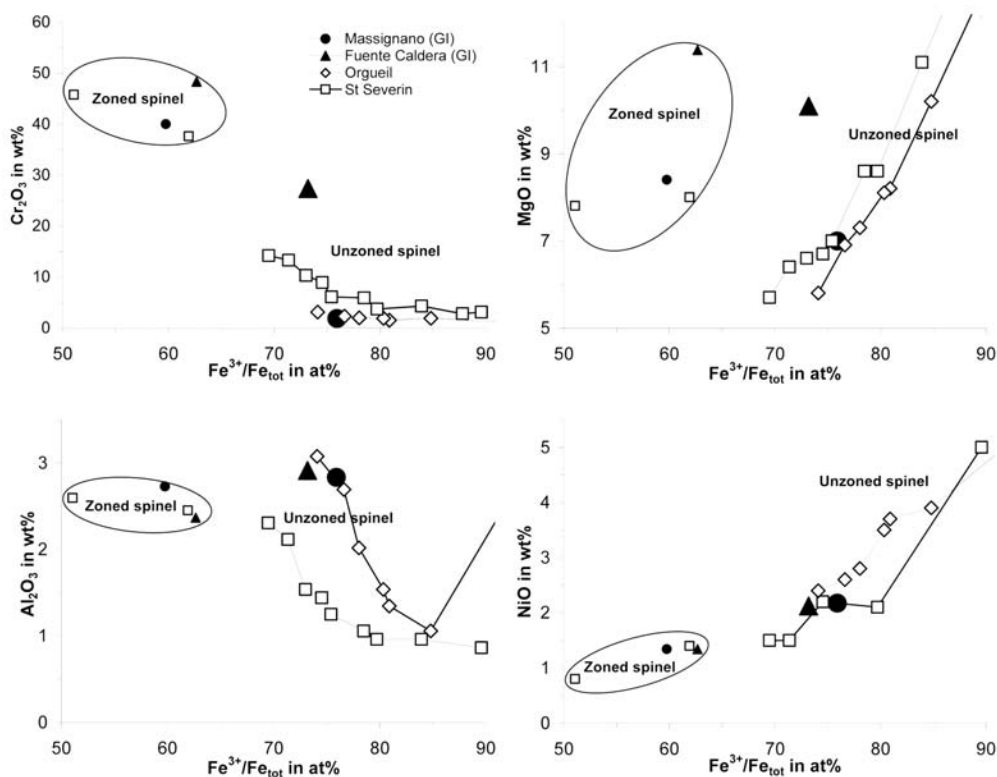 60
50
40
30
20
10
0
Cr₂O₃ in wt%
Zoned spinel
Unzoned spinel
Massignano (GI)
Fuente Caldera (GI)
Orgueil
St Severin
50 60 70 80 90
Fe³⁺/Fe_tot in at%
11
9
7
5
MgO in wt%
Zoned spinel
Unzoned spinel
50 60 70 80 90
Fe³⁺/Fe_tot in at%
3
2
1
0
Al₂O₃ in wt%
Zoned spinel
Unzoned spinel
50 60 70 80 90
Fe³⁺/Fe_tot in at%
5
4
3
2
1
0
NiO in wt%
Zoned spinel
Unzoned spinel
50 60 70 80 90
Fe³⁺/Fe_tot in at%